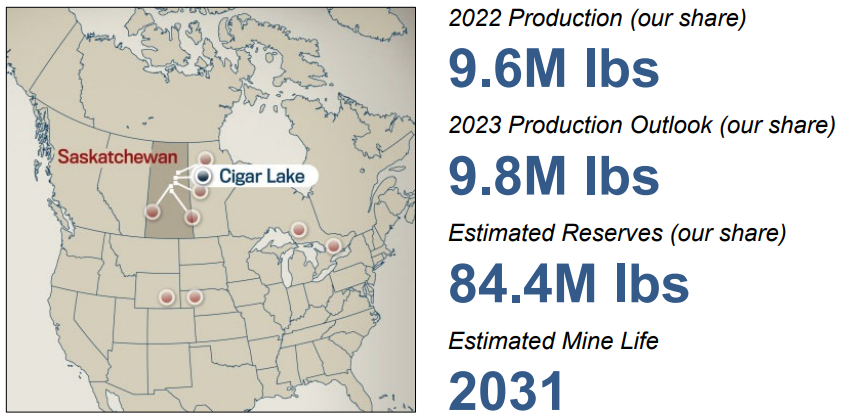 Saskatchewan
Cigar Lake
2022 Production (our share)
9.6M lbs
2023 Production Outlook (our share)
9.8M lbs
Estimated Reserves (our share)
84.4M lbs
Estimated Mine Life
2031